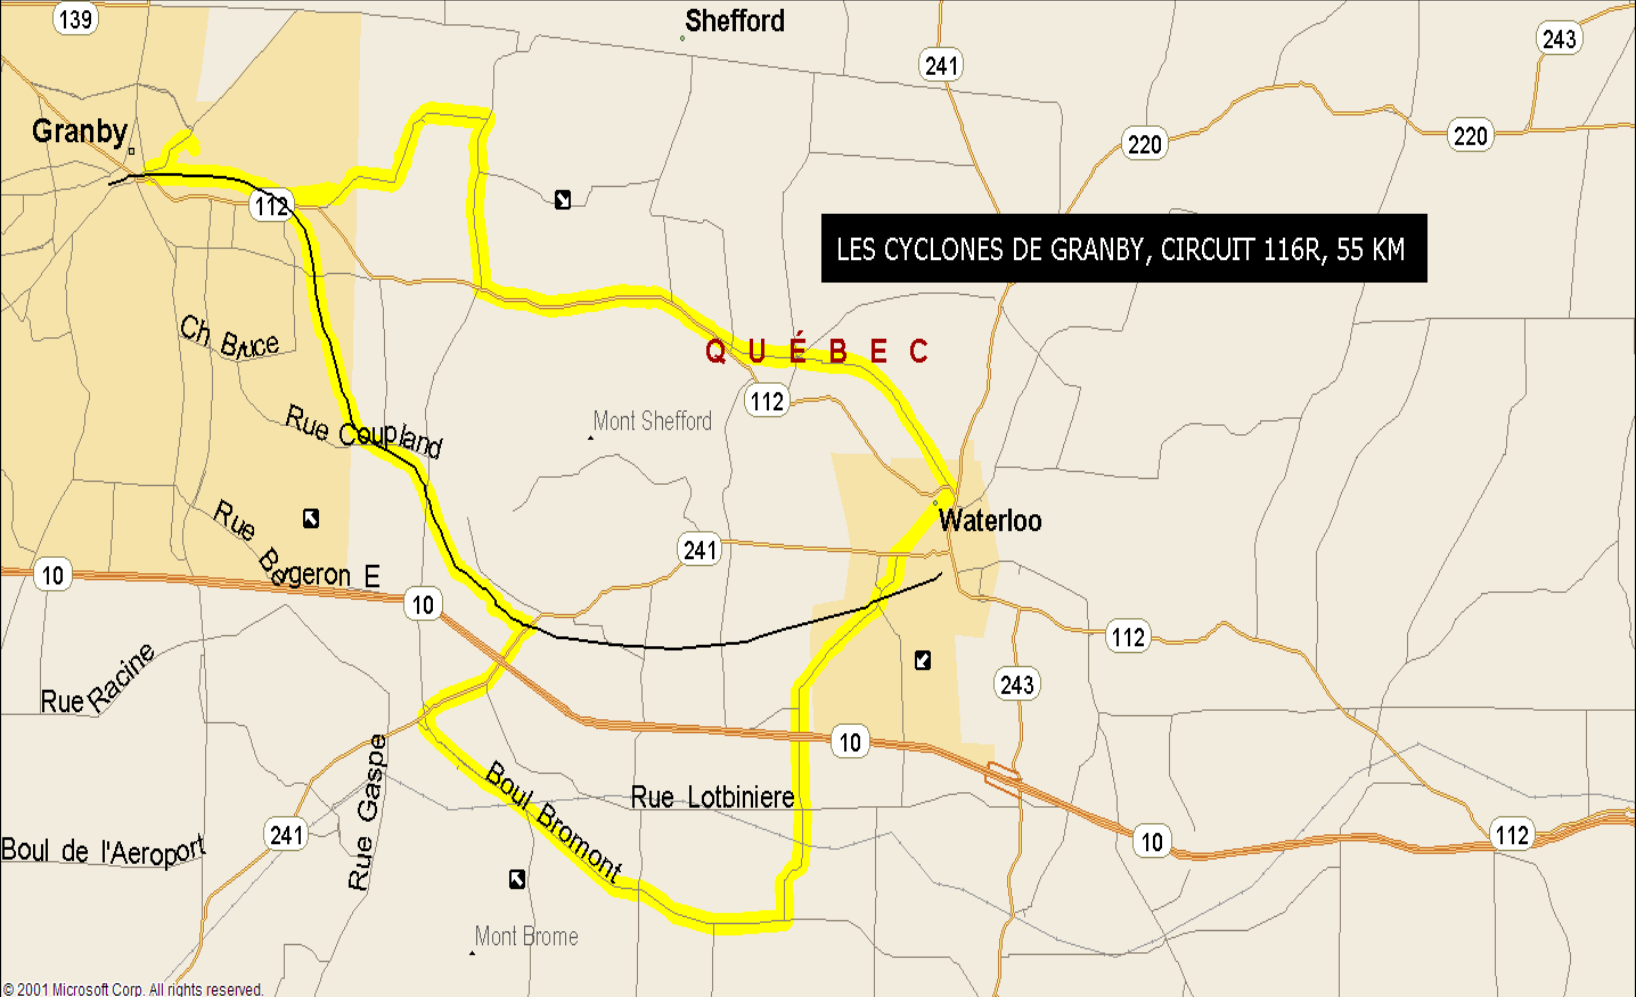 139
Shefford
241
243
Granby
220
220
112
LES CYCLONES DE GRANBY, CIRCUIT 116R, 55 KM
Ch Bruce
QUÉBEC
112
Mont Shefford
Rue Coupland
Rue Bergeron E
Waterloo
241
10
10
112
Rue Racine
243
10
Rue Gaspe
Boul Bromont
Rue Lotbiniere
241
10
112
Boul de l'Aeroport
Mont Brome
© 2001 Microsoft Corp. All rights reserved.